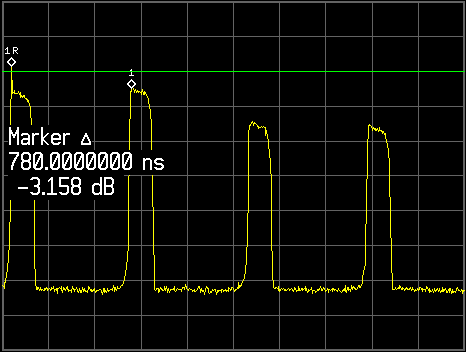 1R
1
Marker Δ
780.0000000 ns
-3.158 dB